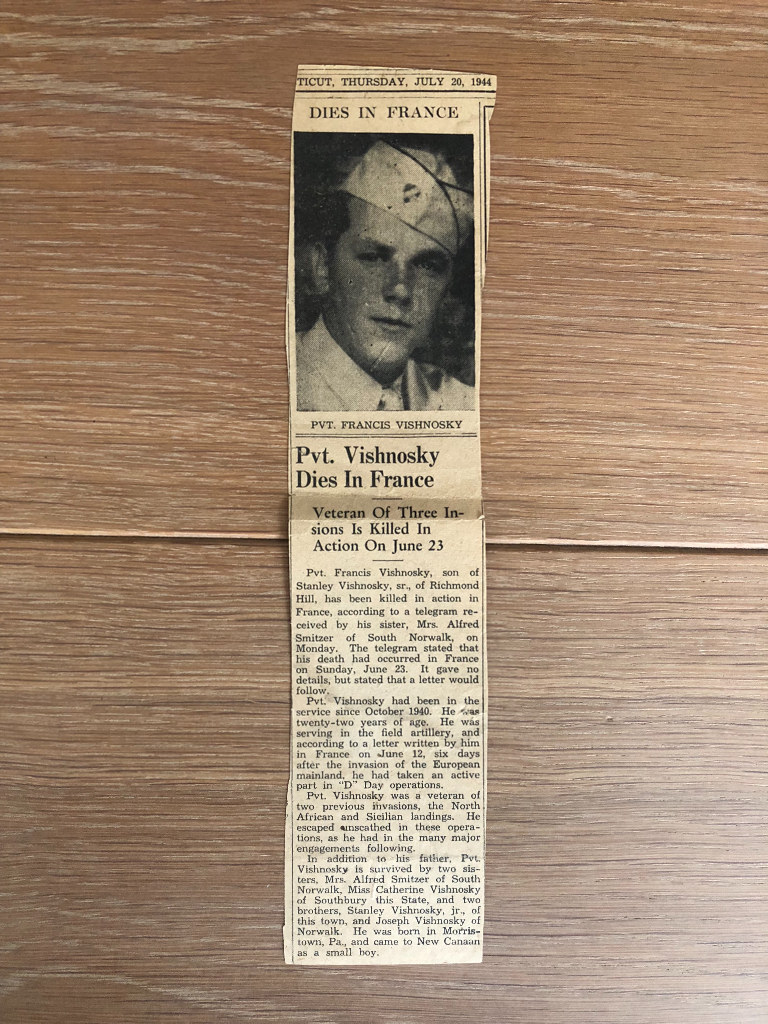 TICUT, THURSDAY, JULY 20, 1944
DIES IN FRANCE
PVT. FRANCIS VISHNOSKY
Pvt. Vishnosky
Dies In France
Veteran Of Three In-
sions Is Killed In
Action On June 23
Pvt. Francis Vishnosky, son of
Stanley Vishnosky, sr., of Richmond
Hill, has been killed in action in
France, according to a telegram re-
ceived by his sister, Mrs. Alfred
Smitzer of South Norwalk, on
Monday. The telegram stated that
his death had occurred in France
on Sunday, June 23. It gave no
details, but stated that a letter would
follow.
Pvt. Vishnosky had been in the
service since October 1940. He was
twenty-two years of age. He was
serving in the field artillery, and
according to a letter written by him
in France on June 12, six days
after the invasion of the European
mainland, he had taken an active
part in "D" Day operations.
Pvt. Vishnosky was a veteran of
two previous invasions, the North
African and Sicilian landings. He
escaped unscathed in these opera-
tions, as he had in the many major
engagements following.
In addition to his father, Pvt.
Vishnosky is survived by two sis-
ters, Mrs. Alfred Smitzer of South
Norwalk, Miss Catherine Vishnosky
of Southbury this State, and two
brothers, Stanley Vishnosky, jr., of
this town, and Joseph Vishnosky of
Norwalk. He was born in Morris-
town, Pa., and came to New Canaan
as a small boy.